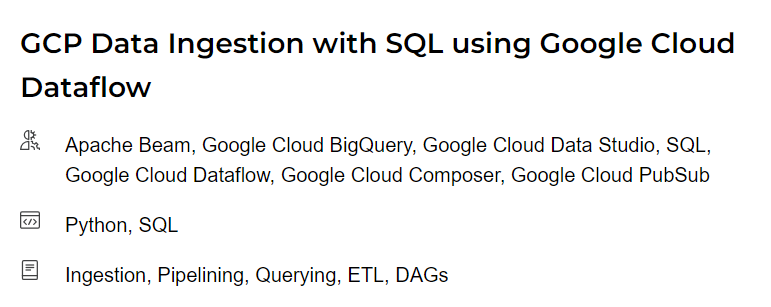 GCP Data Ingestion with SQL using Google Cloud
Dataflow
Apache Beam, Google Cloud BigQuery, Google Cloud Data Studio, SQL,
Google Cloud Dataflow, Google Cloud Composer, Google Cloud PubSub
Python, SQL
Ingestion, Pipelining, Querying, ETL, DAGs